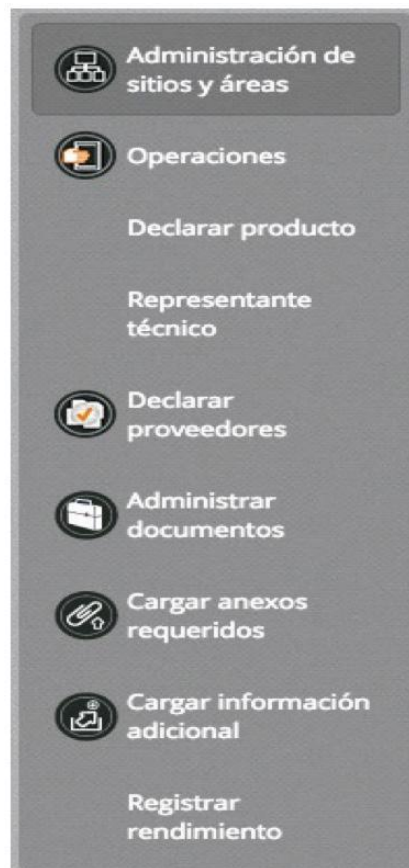 Administración de
sitios y áreas
Operaciones
Declarar producto
Representante
técnico
Declarar
proveedores
Administrar
documentos
Cargar anexos
requeridos
Cargar información
adicional
Registrar
rendimiento